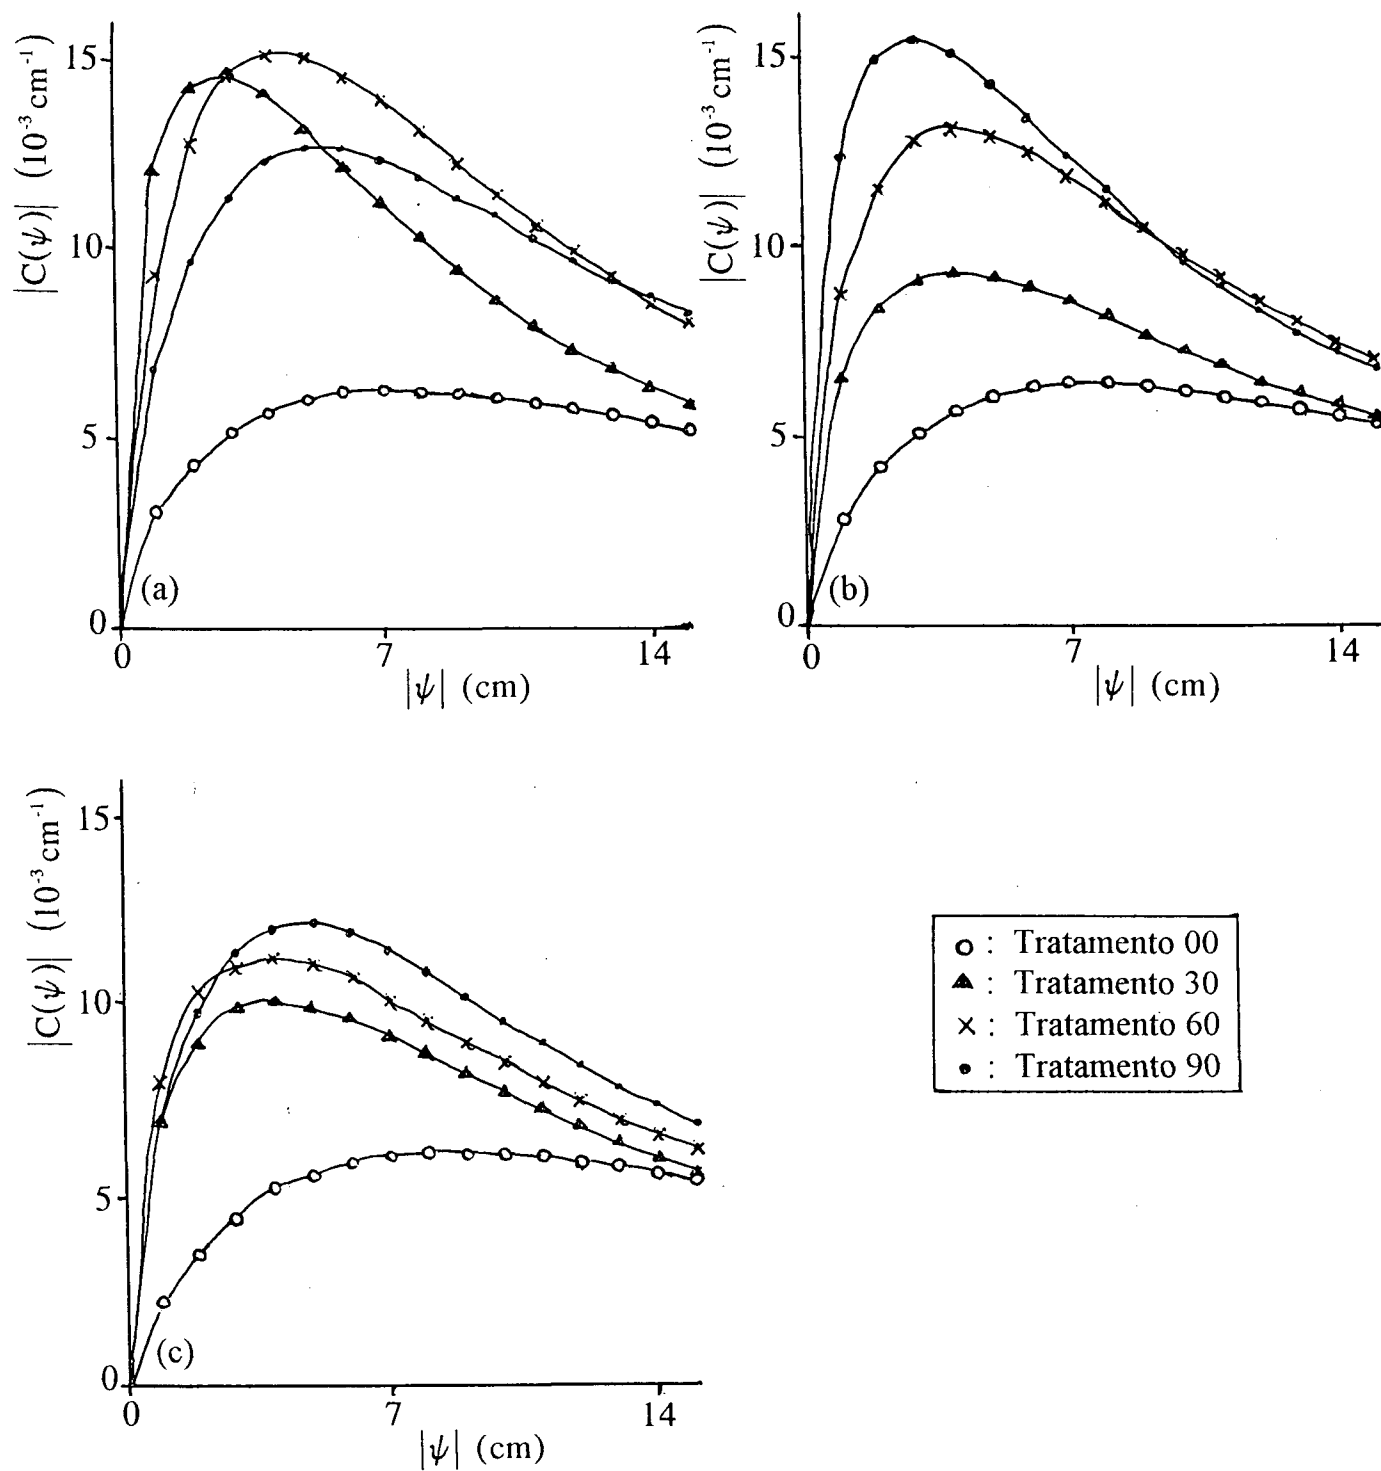 |C(ψ)| (10⁻³ cm⁻¹)
15
10
5
0
(a)
0 7 14
|ψ| (cm)
|C(ψ)| (10⁻³ cm⁻¹)
15
10
5
0
(b)
0 7 14
|ψ| (cm)
|C(ψ)| (10⁻³ cm⁻¹)
15
10
5
0
(c)
0 7 14
|ψ| (cm)
o : Tratamento 00
▲ : Tratamento 30
× : Tratamento 60
• : Tratamento 90